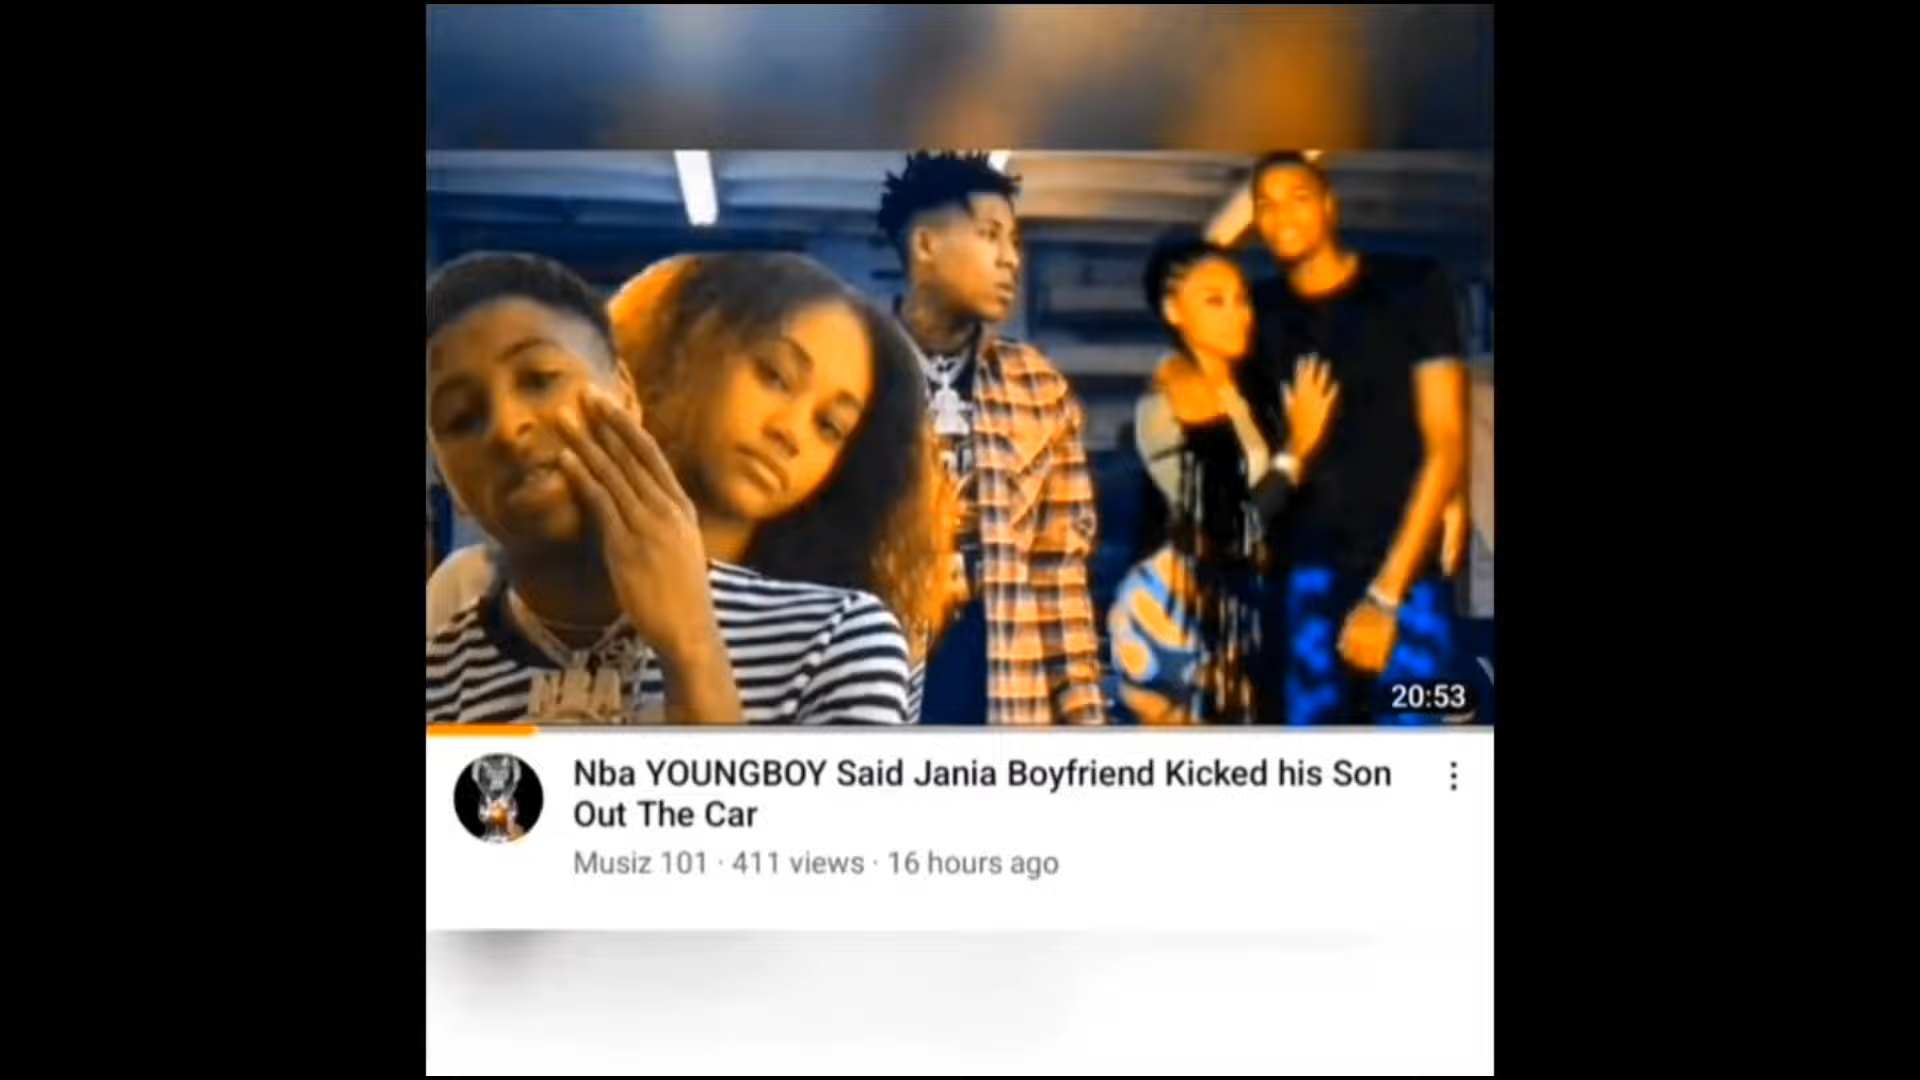 20:53
Nba YOUNGBOY Said Jania Boyfriend Kicked his Son
Out The Car
Musiz 101 · 411 views · 16 hours ago